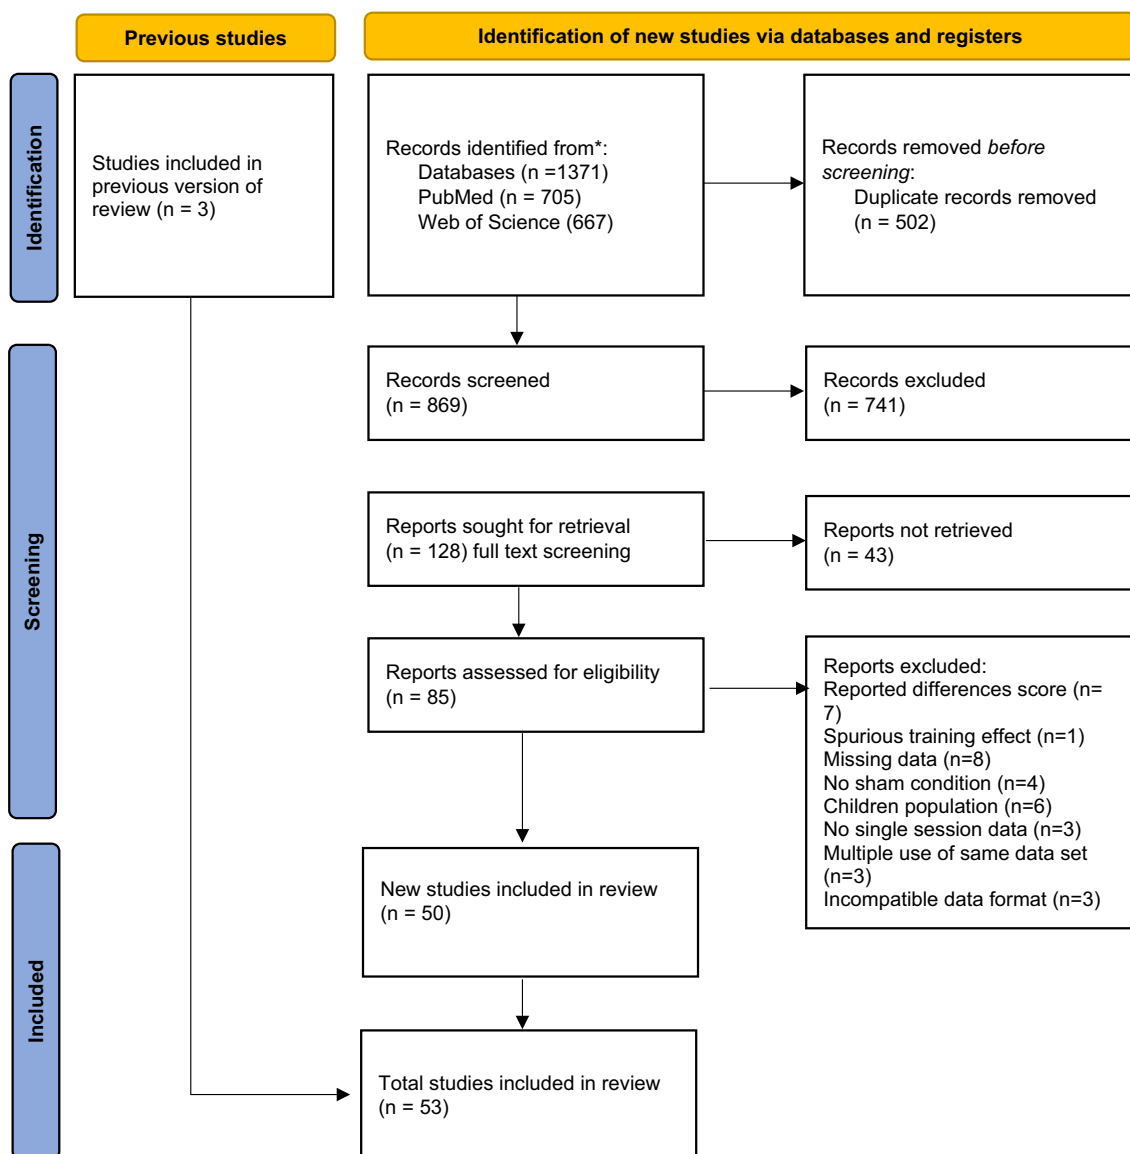 Previous studies
Identification of new studies via databases and registers
Identification
Studies included in
previous version of
review (n = 3)
Records identified from*:
Databases (n =1371)
PubMed (n = 705)
Web of Science (667)
Records removed before
screening:
Duplicate records removed
(n = 502)
Screening
Records screened
(n = 869)
Records excluded
(n = 741)
Reports sought for retrieval
(n = 128) full text screening
Reports not retrieved
(n = 43)
Reports assessed for eligibility
(n = 85)
Reports excluded:
Reported differences score (n=
7)
Spurious training effect (n=1)
Missing data (n=8)
No sham condition (n=4)
Children population (n=6)
No single session data (n=3)
Multiple use of same data set
(n=3)
Incompatible data format (n=3)
Included
New studies included in review
(n = 50)
Total studies included in review
(n = 53)